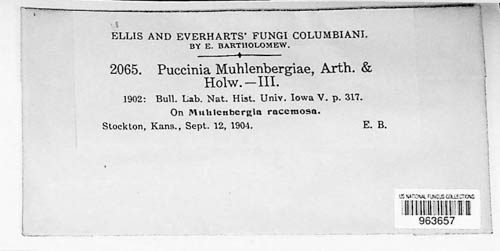 ELLIS AND EVERHARTS' FUNGI COLUMBIANI.
BY E. BARTHOLOMEW.
2065. Puccinia Muhlenbergiae, Arth. &
Holw.—III.
1902: Bull. Lab. Nat. Hist. Univ. Iowa V. p. 317.
On Muhlenbergia racemosa.
Stockton, Kans., Sept. 12, 1904. E. B.
US NATIONAL FUNGUS COLLECTIONS
963657